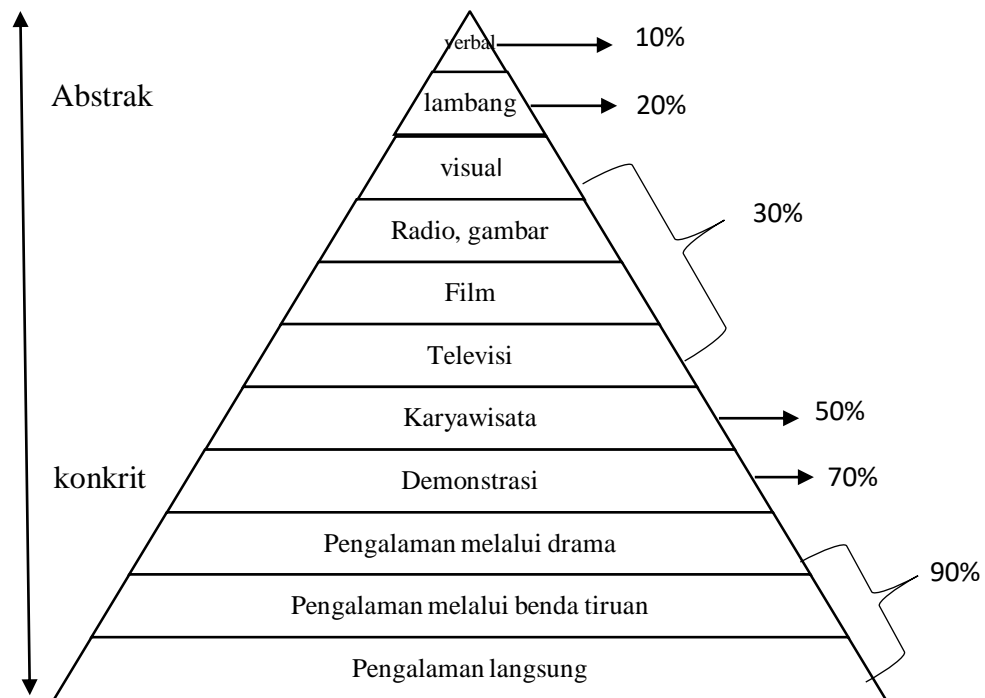 verbal
10%
Abstrak
lambang
20%
visual
30%
Radio, gambar
Film
Televisi
Karyawisata
50%
konkrit
Demonstrasi
70%
Pengalaman melalui drama
90%
Pengalaman melalui benda tiruan
Pengalaman langsung